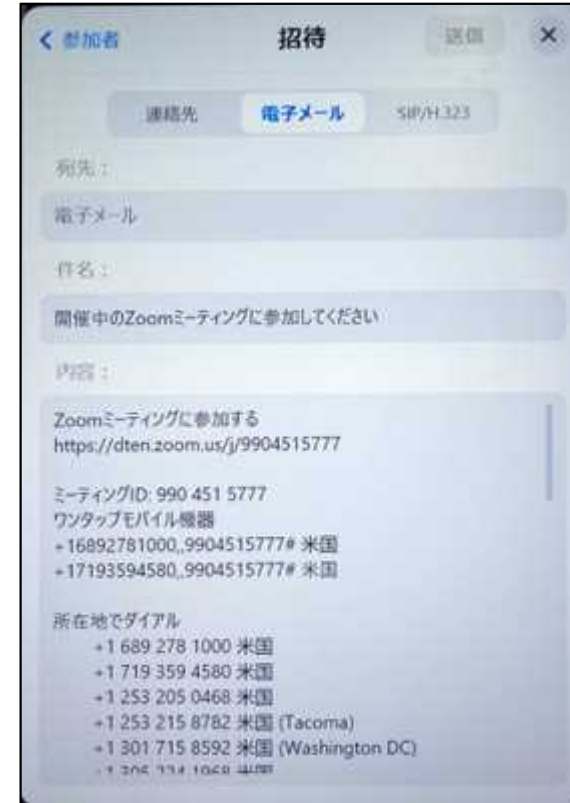 参加者
招待
送信
連絡先
電子メール
SIP/H.323
宛先：
電子メール
件名：
開催中のZoomミーティングに参加してください
内容：
Zoomミーティングに参加する
https://dten.zoom.us/j/9904515777
ミーティングID: 990 451 5777
ワンタップモバイル機器
+16892781000,,9904515777# 米国
+17193594580,,9904515777# 米国
所在地でダイアル
+1 689 278 1000 米国
+1 719 359 4580 米国
+1 253 205 0468 米国
+1 253 215 8782 米国 (Tacoma)
+1 301 715 8592 米国 (Washington DC)